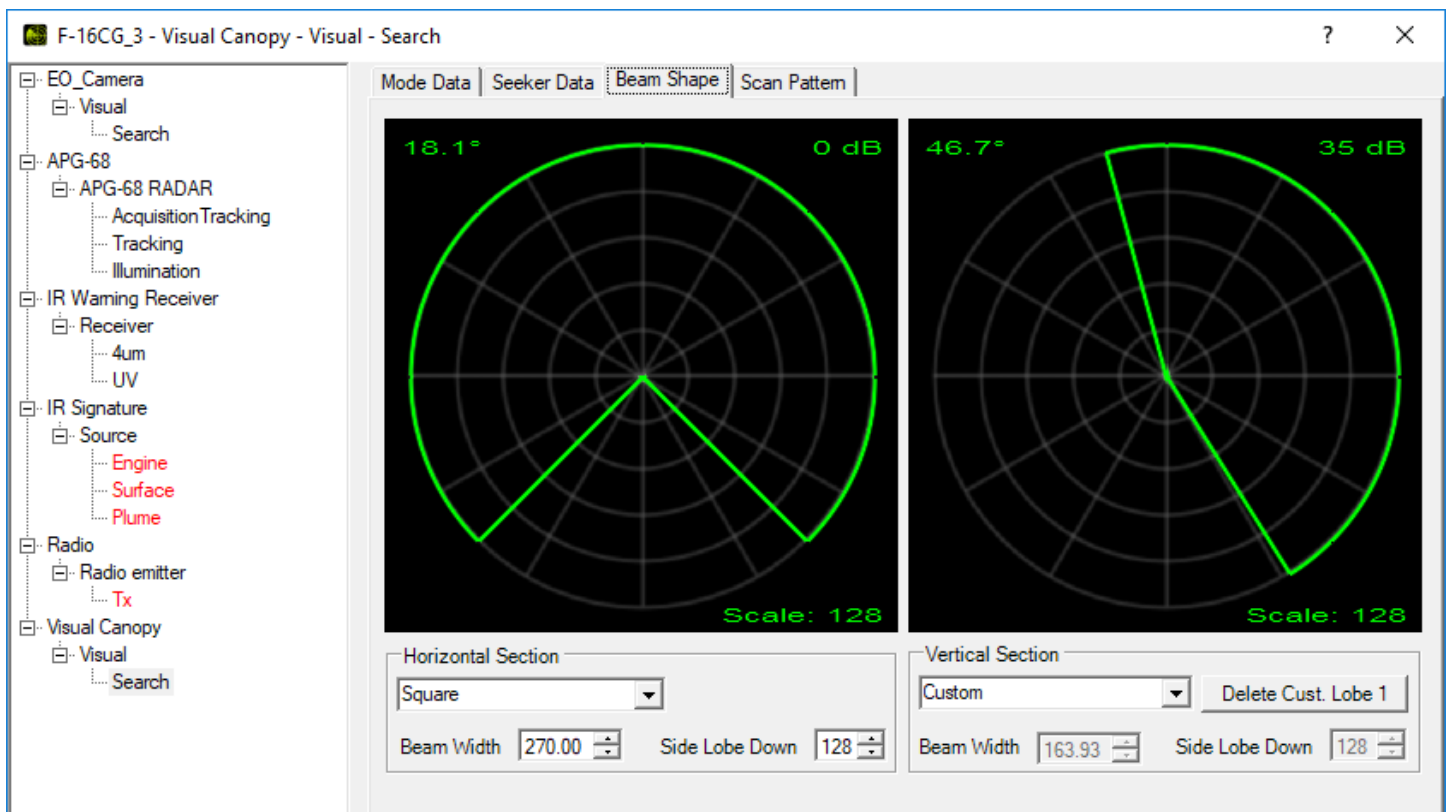 F-16CG_3 - Visual Canopy - Visual - Search
?
EO_Camera
Visual
Search
APG-68
APG-68 RADAR
AcquisitionTracking
Tracking
Illumination
IR Warning Receiver
Receiver
4um
UV
IR Signature
Source
Engine
Surface
Plume
Radio
Radio emitter
Tx
Visual Canopy
Visual
Search
Mode Data Seeker Data Beam Shape Scan Pattern
18.1° 0 dB
Scale: 128
46.7° 35 dB
Scale: 128
Horizontal Section
Square
Beam Width 270.00 Side Lobe Down 128
Vertical Section
Custom Delete Cust. Lobe 1
Beam Width 163.93 Side Lobe Down 128